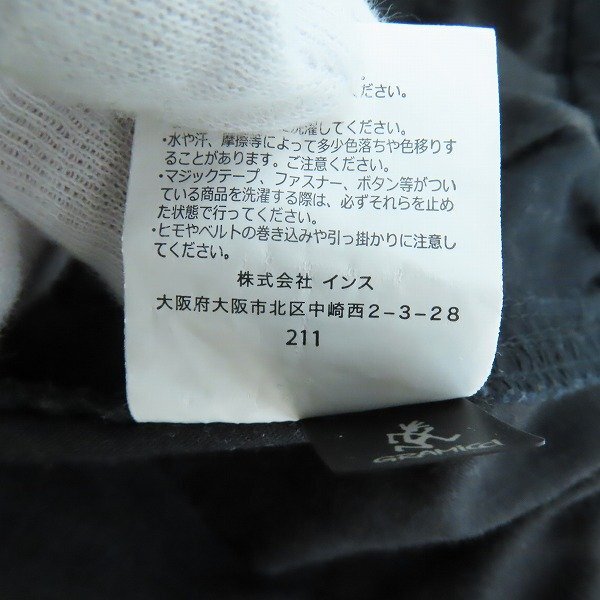 ださい。
濯してください。
・水や汗、摩擦等によって多少色落ちや色移りす
ることがあります。ご注意ください。
・マジックテープ、ファスナー、ボタン等がつい
ている商品を洗濯する際は、必ずそれらを止め
た状態で行ってください。
・ヒモやベルトの巻き込みや引っ掛かりに注意し
てください。
株式会社 インス
大阪府大阪市北区中崎西2-3-28
211
GRAMICCI